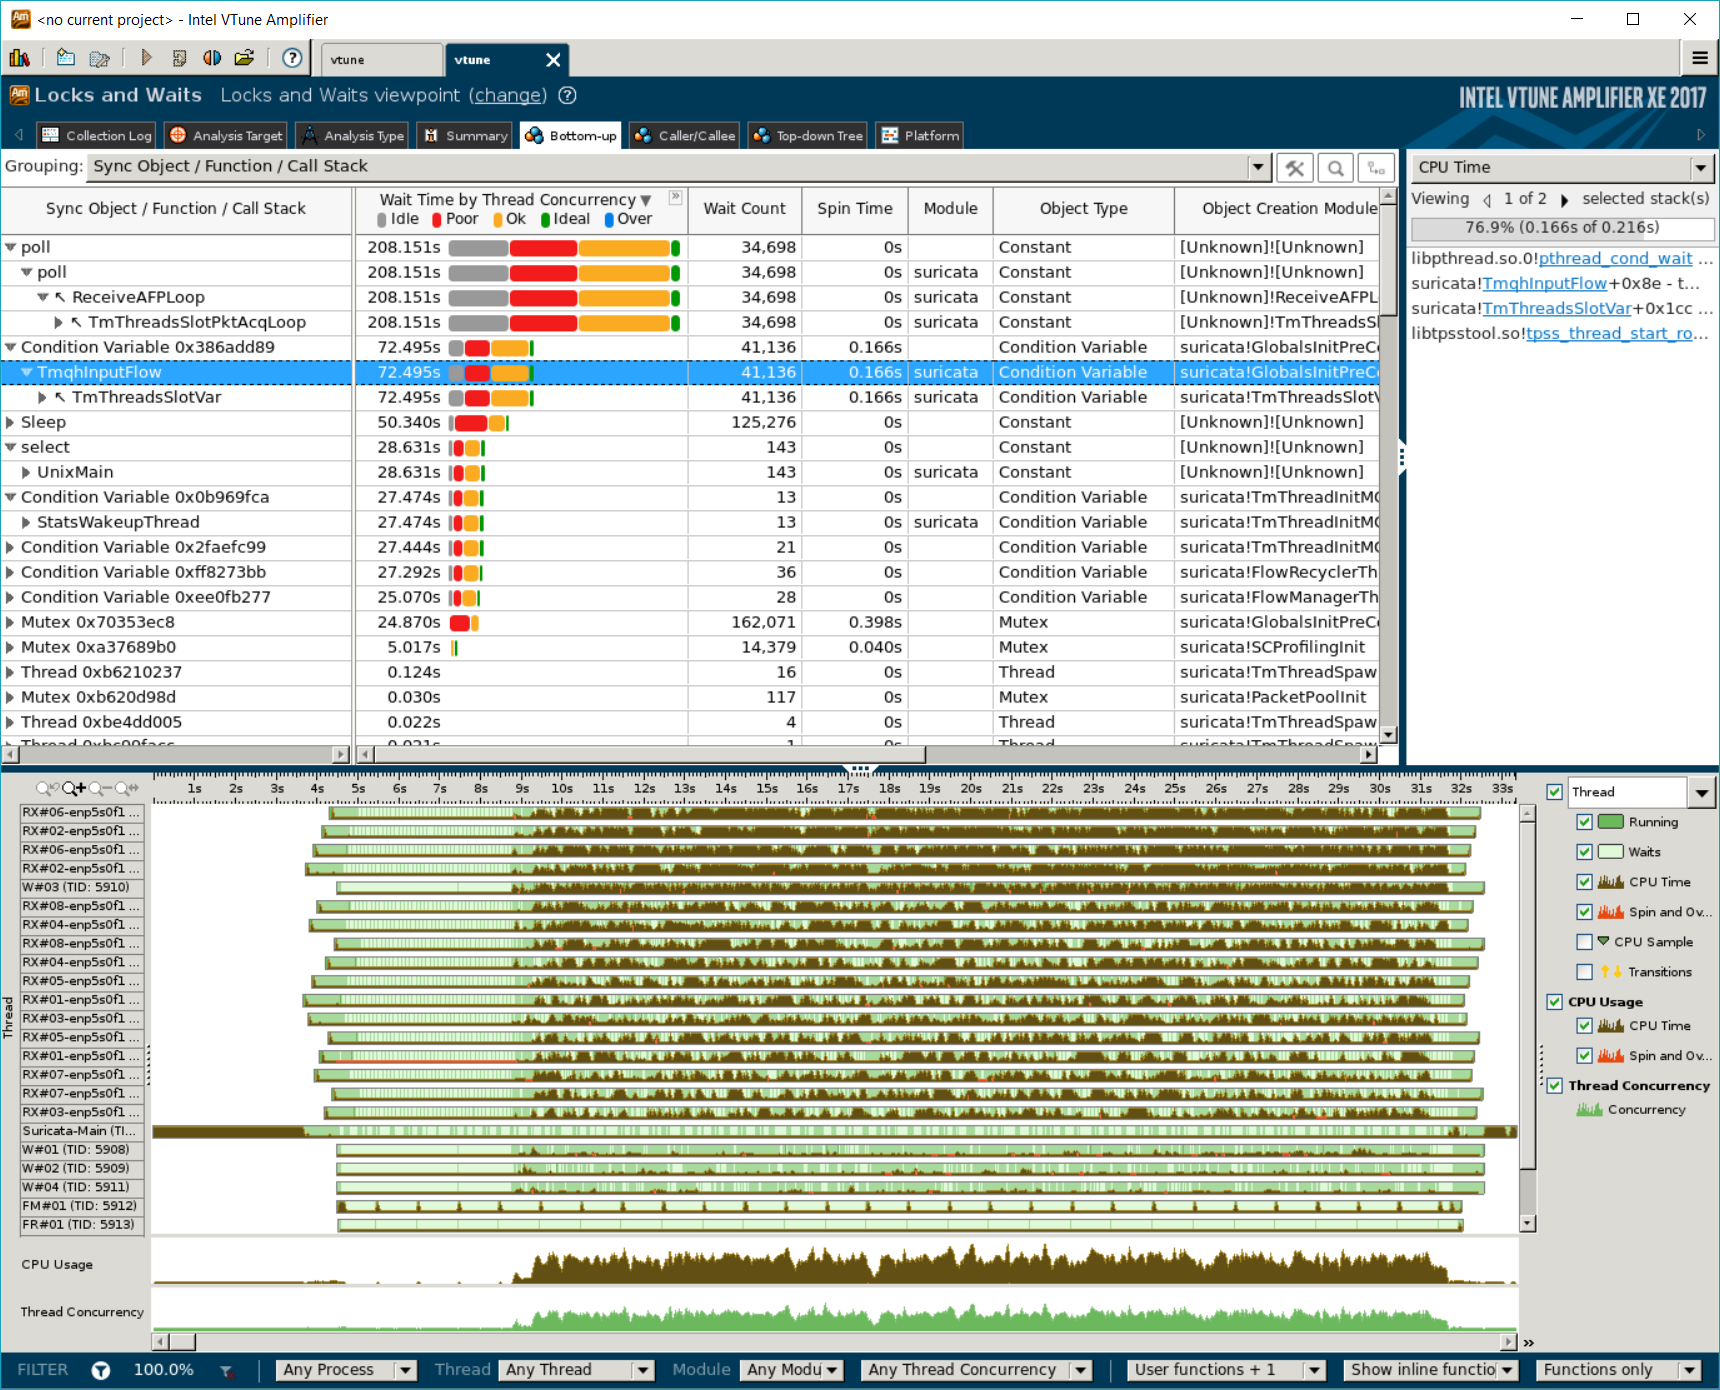 <no current project> - Intel VTune Amplifier
vtune
vtune
Locks and Waits Locks and Waits viewpoint (change)
INTEL VTUNE AMPLIFIER XE 2017
Collection Log Analysis Target Analysis Type Summary Bottom-up Caller/Callee Top-down Tree Platform
Grouping: Sync Object / Function / Call Stack
Sync Object / Function / Call Stack Wait Time by Thread Concurrency Wait Count Spin Time Module Object Type Object Creation Module
Idle Poor Ok Ideal Over
poll 208.151s 34,698 0s Constant [Unknown]![Unknown]
poll 208.151s 34,698 0s suricata Constant [Unknown]![Unknown]
ReceiveAFPLoop 208.151s 34,698 0s suricata Constant [Unknown]!ReceiveAFPL
TmThreadsSlotPktAcqLoop 208.151s 34,698 0s suricata Constant [Unknown]!TmThreadsSl
Condition Variable 0x386add89 72.495s 41,136 0.166s Condition Variable suricata!GlobalsInitPreCo
TmqhInputFlow 72.495s 41,136 0.166s suricata Condition Variable suricata!GlobalsInitPreCo
TmThreadsSlotVar 72.495s 41,136 0.166s suricata Condition Variable suricata!TmThreadsSlotV
Sleep 50.340s 125,276 0s Constant [Unknown]![Unknown]
select 28.631s 143 0s Constant [Unknown]![Unknown]
UnixMain 28.631s 143 0s suricata Constant [Unknown]![Unknown]
Condition Variable 0x0b969fca 27.474s 13 0s Condition Variable suricata!TmThreadInitMC
StatsWakeupThread 27.474s 13 0s suricata Condition Variable suricata!TmThreadInitMC
Condition Variable 0x2faefc99 27.444s 21 0s Condition Variable suricata!TmThreadInitMC
Condition Variable 0xff8273bb 27.292s 36 0s Condition Variable suricata!FlowRecyclerTh
Condition Variable 0xee0fb277 25.070s 28 0s Condition Variable suricata!FlowManagerTh
Mutex 0x70353ec8 24.870s 162,071 0.398s Mutex suricata!GlobalsInitPreCo
Mutex 0xa37689b0 5.017s 14,379 0.040s Mutex suricata!SCProfilingInit
Thread 0xb6210237 0.124s 16 0s Thread suricata!TmThreadSpaw
Mutex 0xb620d98d 0.030s 117 0s Mutex suricata!PacketPoolInit
Thread 0xbe4dd005 0.022s 4 0s Thread suricata!TmThreadSpaw
CPU Time
Viewing 1 of 2 selected stack(s)
76.9% (0.166s of 0.216s)
libpthread.so.0!pthread_cond_wait ...
suricata!TmqhInputFlow+0x8e - t...
suricata!TmThreadsSlotVar+0x1cc ...
libtpsstool.so!tpss_thread_start_ro...
1s 2s 3s 4s 5s 6s 7s 8s 9s 10s 11s 12s 13s 14s 15s 16s 17s 18s 19s 20s 21s 22s 23s 24s 25s 26s 27s 28s 29s 30s 31s 32s 33s
Thread
RX#06-enp5s0f1 ...
RX#02-enp5s0f1 ...
RX#06-enp5s0f1 ...
RX#02-enp5s0f1 ...
W#03 (TID: 5910)
RX#08-enp5s0f1 ...
RX#04-enp5s0f1 ...
RX#08-enp5s0f1 ...
RX#04-enp5s0f1 ...
RX#05-enp5s0f1 ...
RX#01-enp5s0f1 ...
RX#03-enp5s0f1 ...
RX#05-enp5s0f1 ...
RX#01-enp5s0f1 ...
RX#07-enp5s0f1 ...
RX#07-enp5s0f1 ...
RX#03-enp5s0f1 ...
Suricata-Main (TI...
W#01 (TID: 5908)
W#02 (TID: 5909)
W#04 (TID: 5911)
FM#01 (TID: 5912)
FR#01 (TID: 5913)
CPU Usage
Thread Concurrency
Thread
Running
Waits
CPU Time
Spin and Ov...
CPU Sample
Transitions
CPU Usage
CPU Time
Spin and Ov...
Thread Concurrency
Concurrency
FILTER 100.0% Any Process Thread Any Thread Module Any Modu Any Thread Concurrency User functions + 1 Show inline functio Functions only